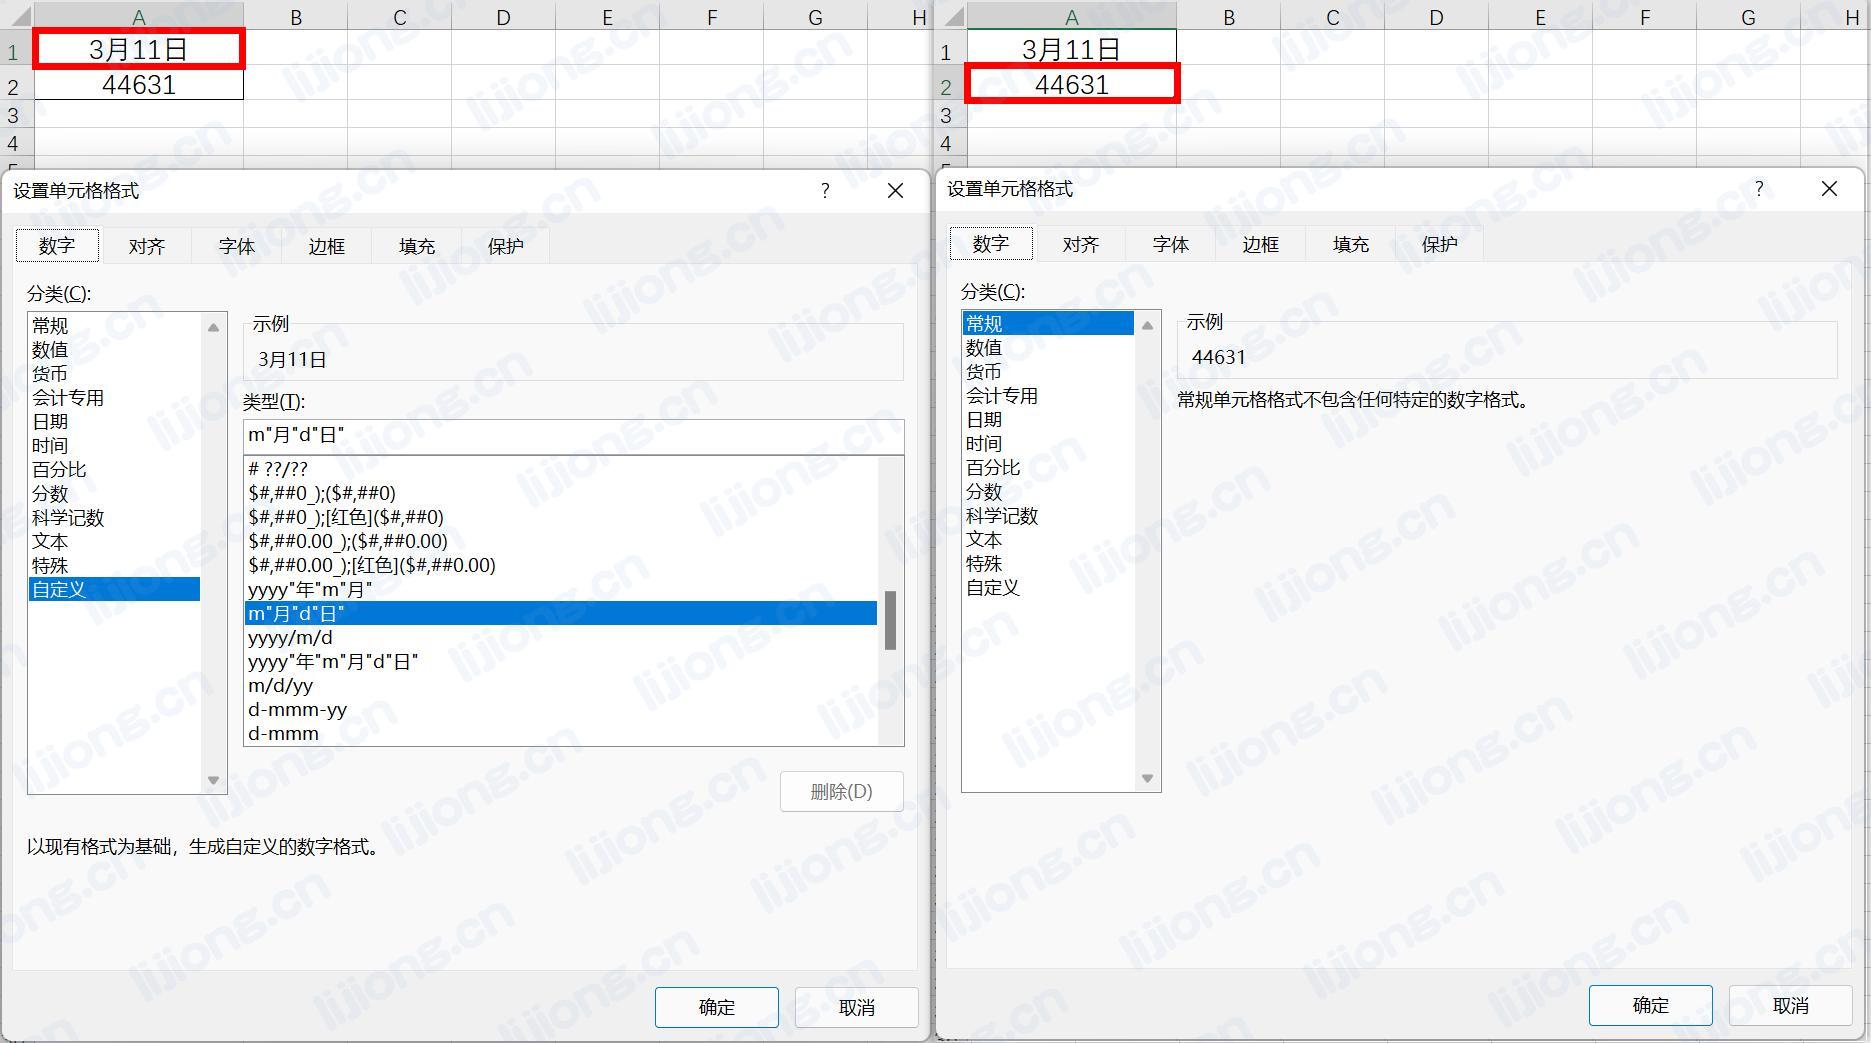 A B C D E F G H
1 3月11日
2 44631
3
4
5
设置单元格格式 ? ×
数字 对齐 字体 边框 填充 保护
分类(C):
常规
数值
货币
会计专用
日期
时间
百分比
分数
科学记数
文本
特殊
自定义
示例
3月11日
类型(T):
m"月"d"日"
# ??/??
$#,##0_);($#,##0)
$#,##0_);[红色]($#,##0)
$#,##0.00_);($#,##0.00)
$#,##0.00_);[红色]($#,##0.00)
yyyy"年"m"月"
m"月"d"日"
yyyy/m/d
yyyy"年"m"月"d"日"
m/d/yy
d-mmm-yy
d-mmm
删除(D)
以现有格式为基础，生成自定义的数字格式。
确定 取消
A B C D E F G H
1 3月11日
2 44631
3
4
设置单元格格式 ? ×
数字 对齐 字体 边框 填充 保护
分类(C):
常规
数值
货币
会计专用
日期
时间
百分比
分数
科学记数
文本
特殊
自定义
示例
44631
常规单元格格式不包含任何特定的数字格式。
确定 取消
lijiong.cn